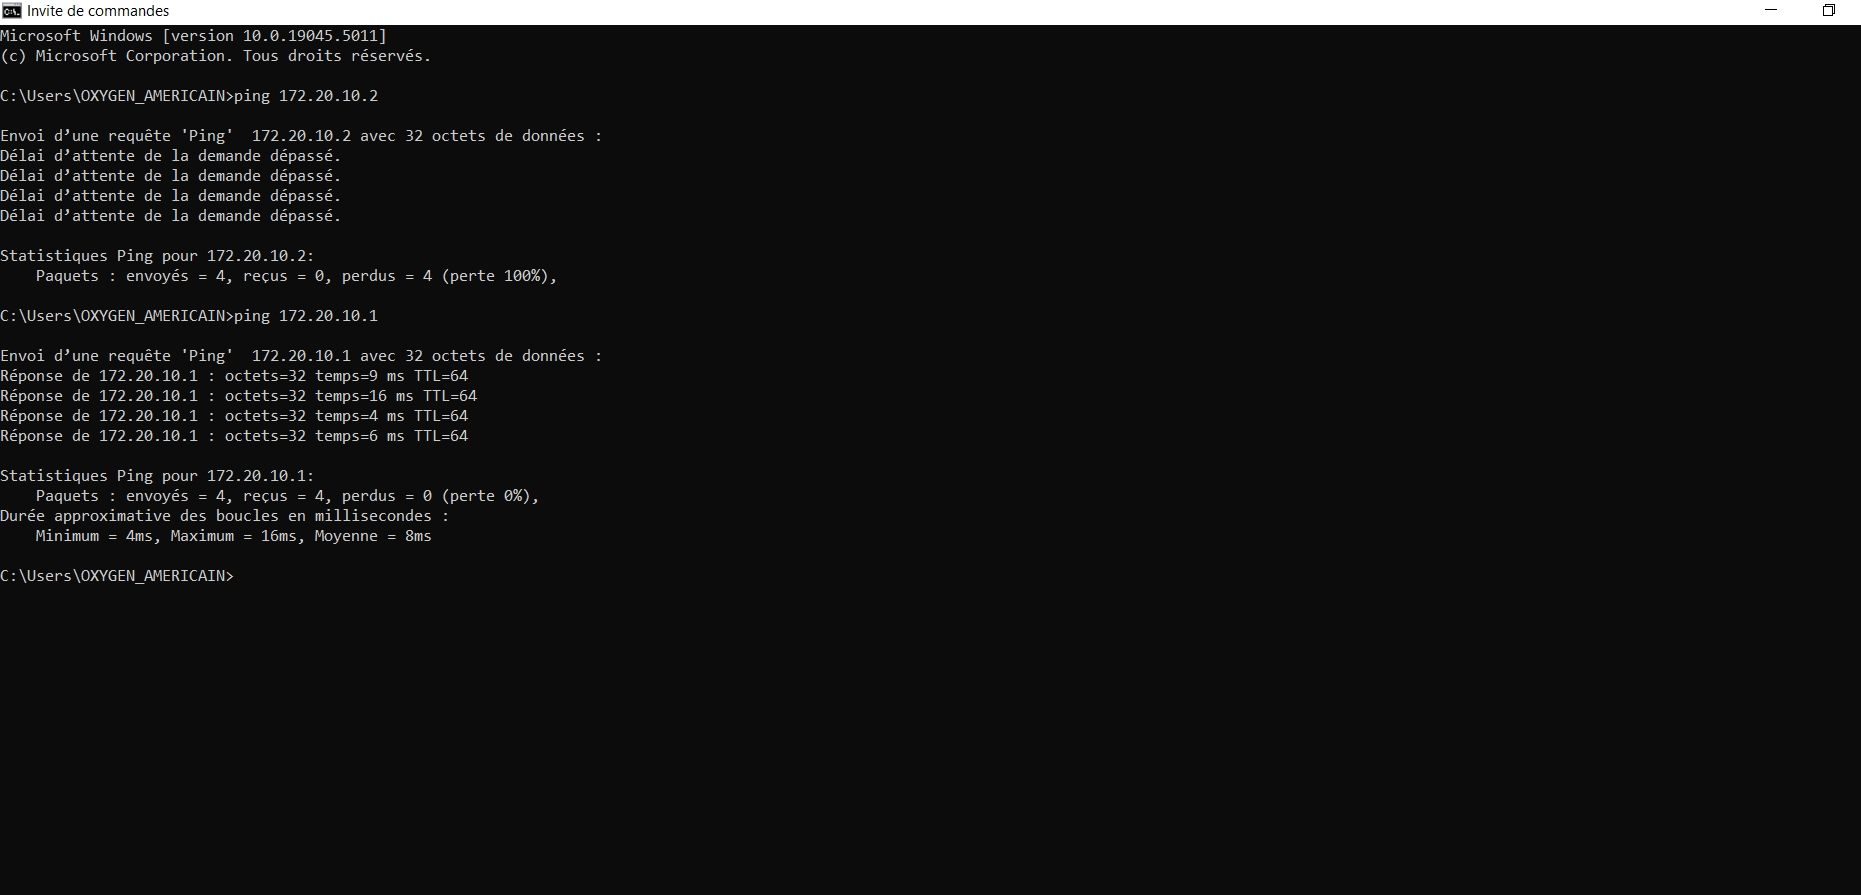 Invite de commandes
Microsoft Windows [version 10.0.19045.5011]
(c) Microsoft Corporation. Tous droits réservés.
C:\Users\OXYGEN_AMERICAIN>ping 172.20.10.2
Envoi d’une requête 'Ping'  172.20.10.2 avec 32 octets de données :
Délai d’attente de la demande dépassé.
Délai d’attente de la demande dépassé.
Délai d’attente de la demande dépassé.
Délai d’attente de la demande dépassé.
Statistiques Ping pour 172.20.10.2:
    Paquets : envoyés = 4, reçus = 0, perdus = 4 (perte 100%),
C:\Users\OXYGEN_AMERICAIN>ping 172.20.10.1
Envoi d’une requête 'Ping'  172.20.10.1 avec 32 octets de données :
Réponse de 172.20.10.1 : octets=32 temps=9 ms TTL=64
Réponse de 172.20.10.1 : octets=32 temps=16 ms TTL=64
Réponse de 172.20.10.1 : octets=32 temps=4 ms TTL=64
Réponse de 172.20.10.1 : octets=32 temps=6 ms TTL=64
Statistiques Ping pour 172.20.10.1:
    Paquets : envoyés = 4, reçus = 4, perdus = 0 (perte 0%),
Durée approximative des boucles en millisecondes :
    Minimum = 4ms, Maximum = 16ms, Moyenne = 8ms
C:\Users\OXYGEN_AMERICAIN>